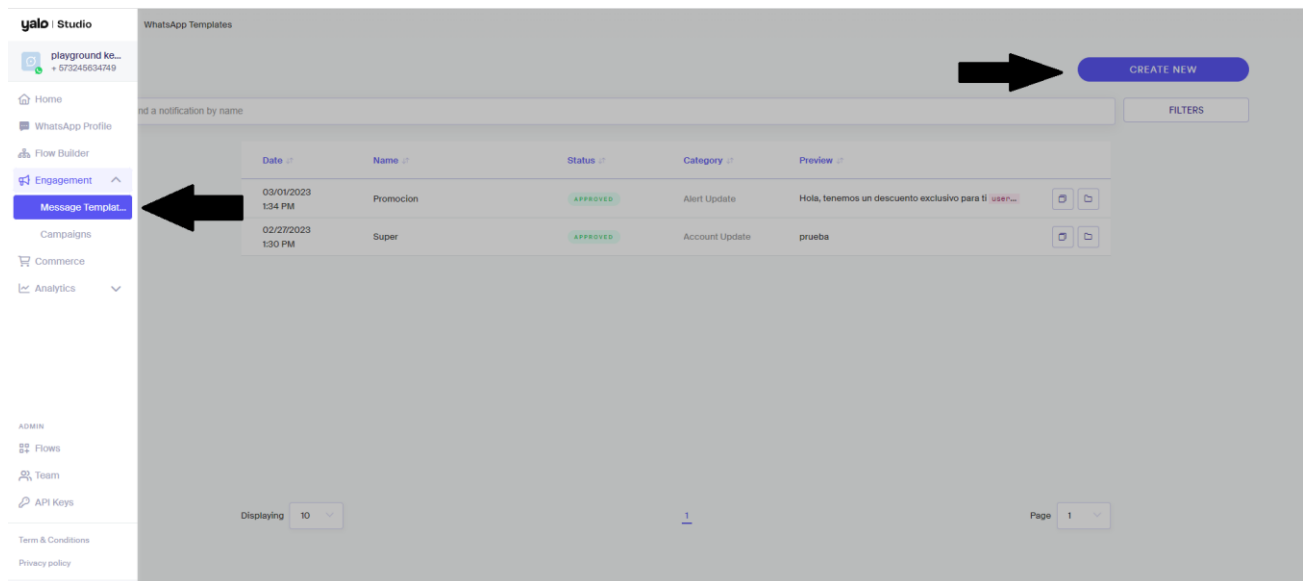 yalo | Studio
WhatsApp Templates
playground ke...
+ 573245634749
CREATE NEW
Home
nd a notification by name
FILTERS
WhatsApp Profile
Flow Builder
Engagement
Message Templat...
Campaigns
Commerce
Analytics
Date Name Status Category Preview
03/01/2023
1:34 PM
Promocion APPROVED Alert Update Hola, tenemos un descuento exclusivo para ti user...
02/27/2023
1:30 PM
Super APPROVED Account Update prueba
ADMIN
Flows
Team
API Keys
Displaying 10 1 Page 1
Term & Conditions
Privacy policy